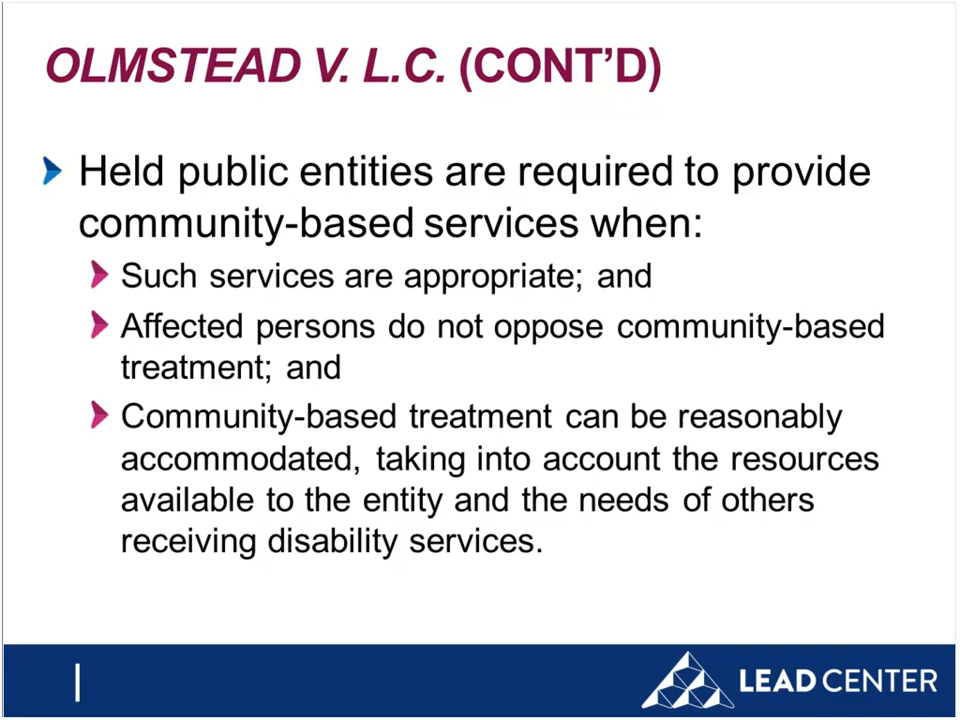 OLMSTEAD V. L.C. (CONT’D)
Held public entities are required to provide
community-based services when:
Such services are appropriate; and
Affected persons do not oppose community-based
treatment; and
Community-based treatment can be reasonably
accommodated, taking into account the resources
available to the entity and the needs of others
receiving disability services.
LEAD CENTER